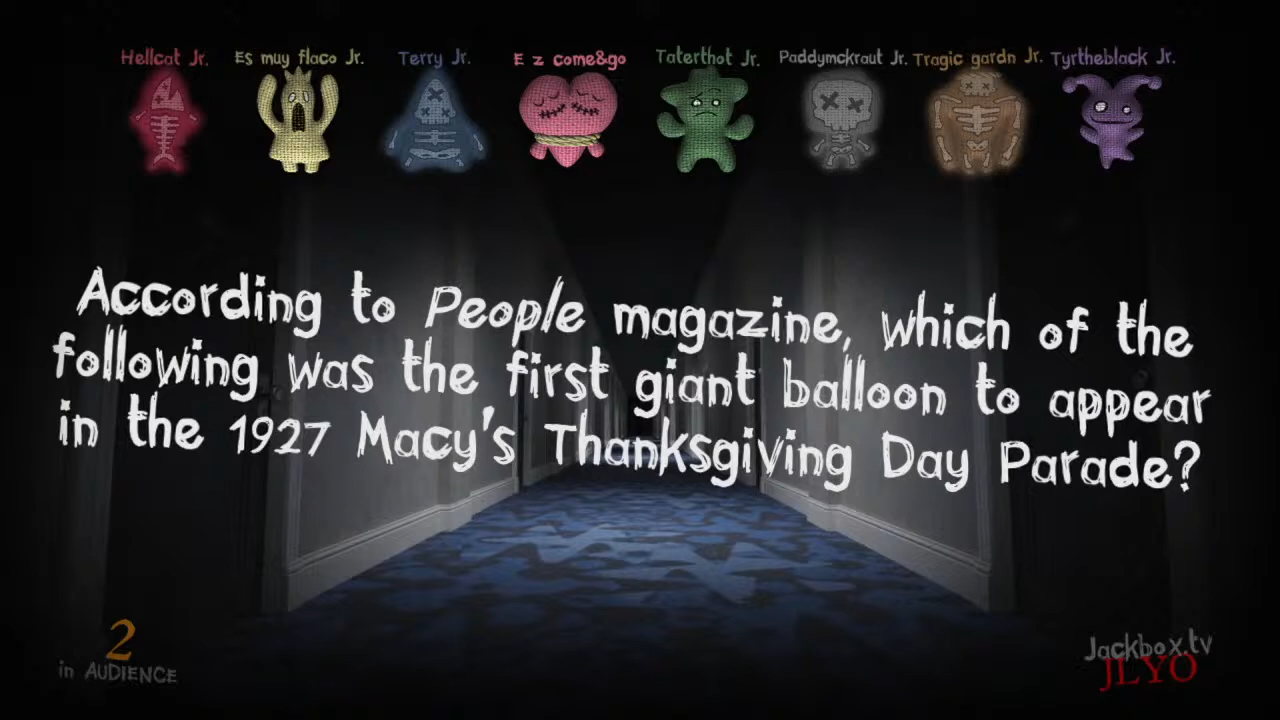 Hellcat Jr. Es muy flaco Jr. Terry Jr. E z come&go Taterthot Jr. Paddymckraut Jr. Tragic gardn Jr. Tyrtheblack Jr.
According to People magazine, which of the
following was the first giant balloon to appear
in the 1927 Macy's Thanksgiving Day Parade?
2
in AUDIENCE
Jackbox.tv
JLYO